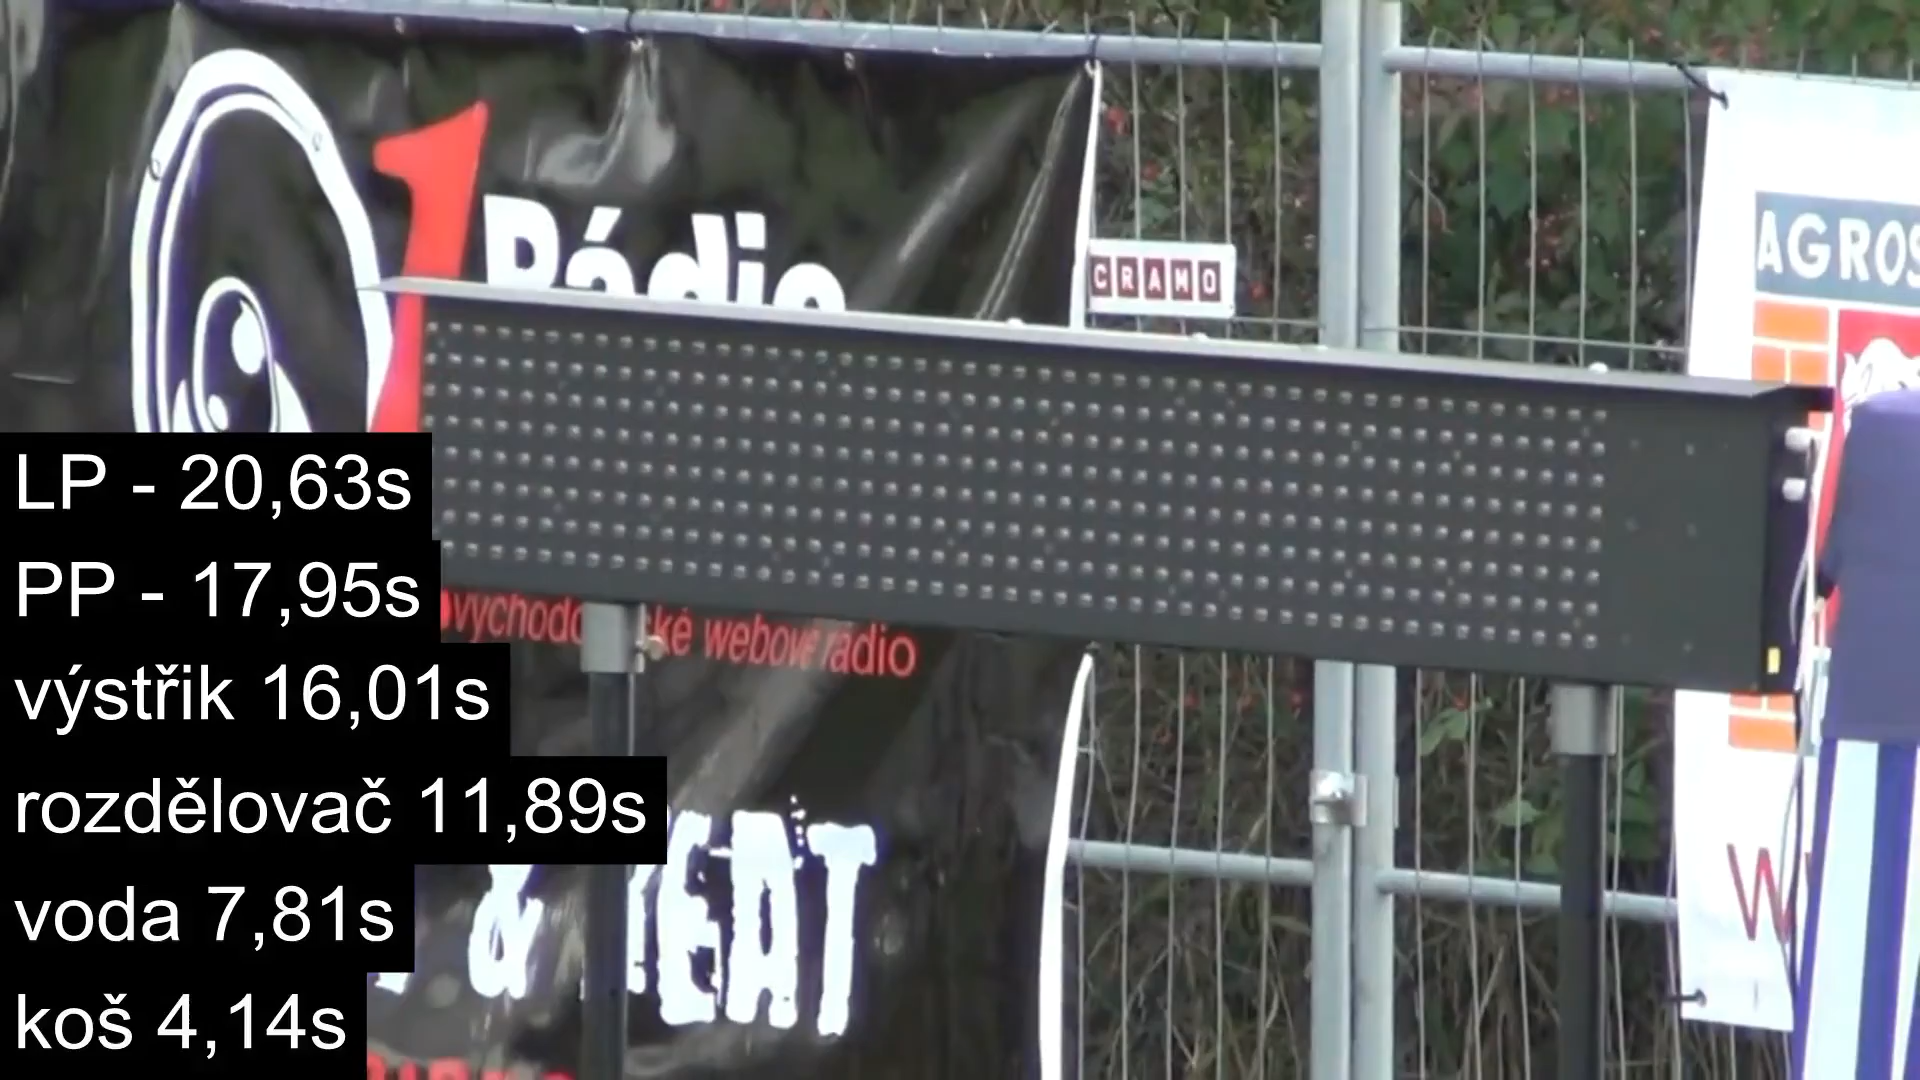 1
Rádio
CRAMO
AGROS
LP - 20,63s
PP - 17,95s
výstřik 16,01s
rozdělovač 11,89s
voda 7,81s
koš 4,14s
webové rádio
&